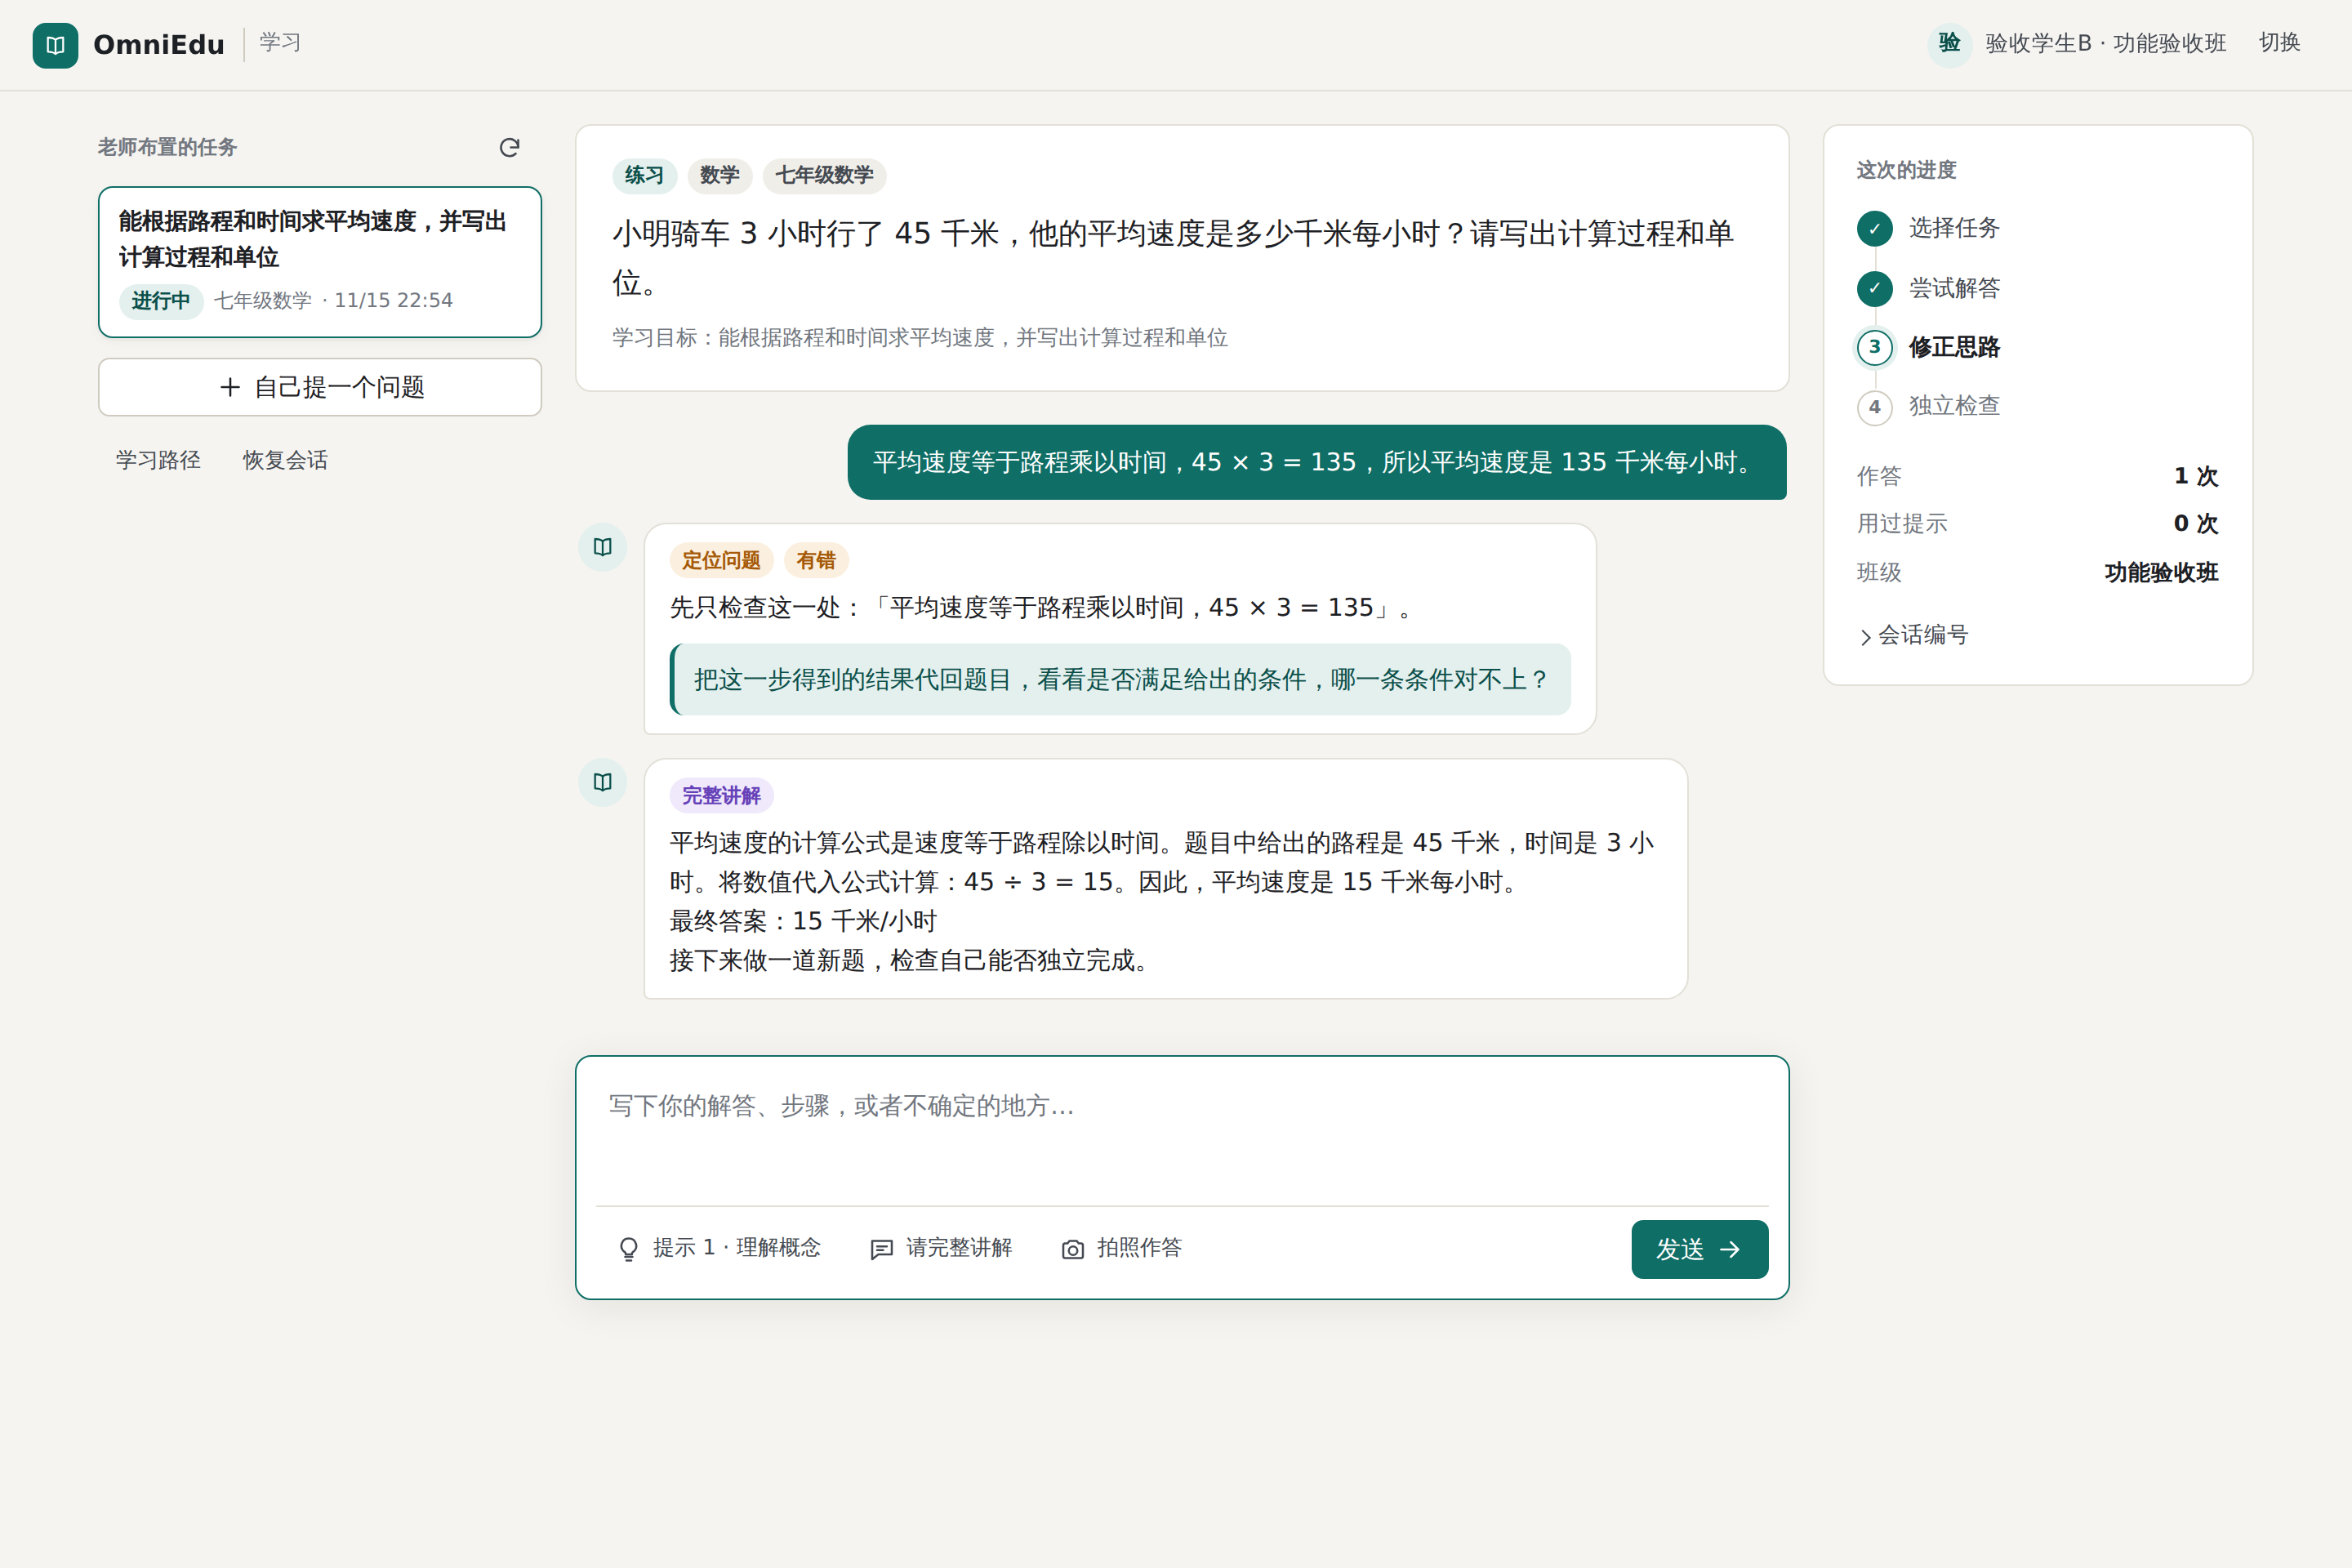 OmniEdu
学习
验
验收学生B · 功能验收班
切换
老师布置的任务
能根据路程和时间求平均速度，并写出
计算过程和单位
进行中 七年级数学 · 11/15 22:54
自己提一个问题
学习路径 恢复会话
练习 数学 七年级数学
小明骑车 3 小时行了 45 千米，他的平均速度是多少千米每小时？请写出计算过程和单
位。
学习目标：能根据路程和时间求平均速度，并写出计算过程和单位
平均速度等于路程乘以时间，45 × 3 = 135，所以平均速度是 135 千米每小时。
定位问题 有错
先只检查这一处：「平均速度等于路程乘以时间，45 × 3 = 135」。
把这一步得到的结果代回题目，看看是否满足给出的条件，哪一条条件对不上？
完整讲解
平均速度的计算公式是速度等于路程除以时间。题目中给出的路程是 45 千米，时间是 3 小
时。将数值代入公式计算：45 ÷ 3 = 15。因此，平均速度是 15 千米每小时。
最终答案：15 千米/小时
接下来做一道新题，检查自己能否独立完成。
写下你的解答、步骤，或者不确定的地方…
提示 1 · 理解概念 请完整讲解 拍照作答 发送
这次的进度
✓ 选择任务
✓ 尝试解答
3 修正思路
4 独立检查
作答 1 次
用过提示 0 次
班级 功能验收班
会话编号